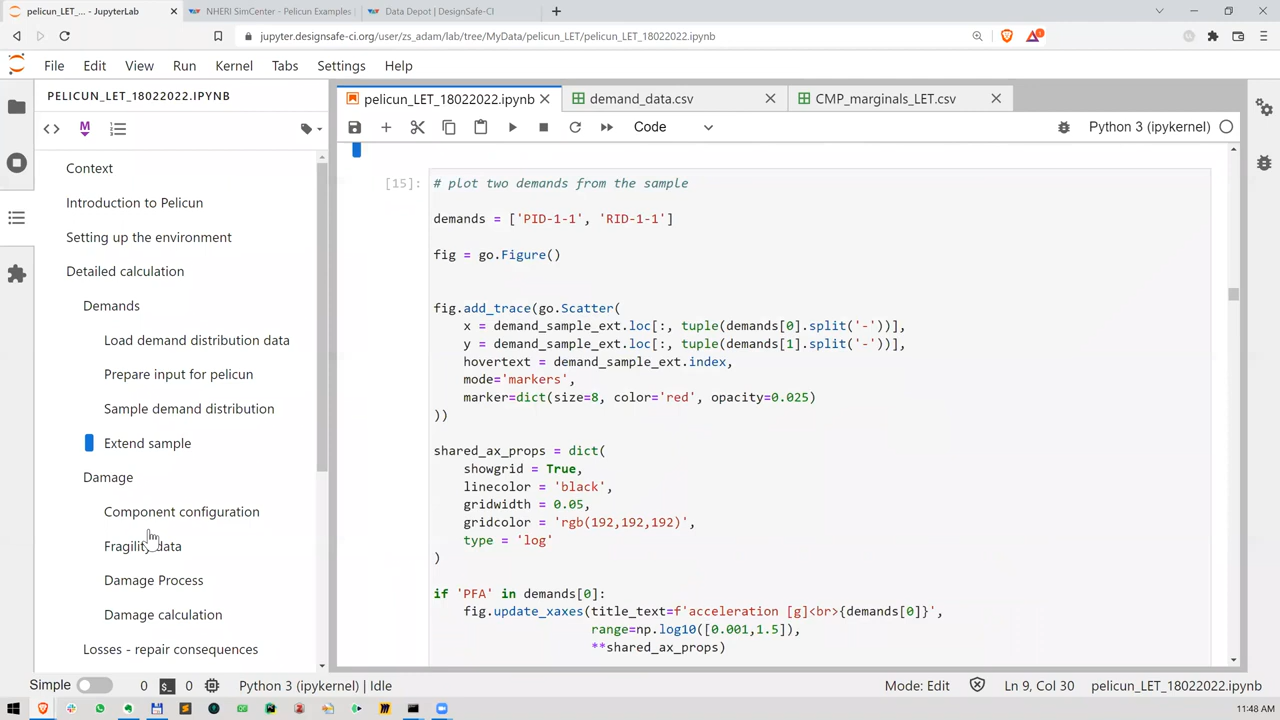 pelicun_LET_... - JupyterLab
NHERI SimCenter - Pelicun Examples
Data Depot | DesignSafe-CI
jupyter.designsafe-ci.org/user/zs_adam/lab/tree/MyData/pelicun_LET/pelicun_LET_18022022.ipynb
File Edit View Run Kernel Tabs Settings Help
PELICUN_LET_18022022.IPYNB
pelicun_LET_18022022.ipynb
demand_data.csv
CMP_marginals_LET.csv
Code
Python 3 (ipykernel)
Context
Introduction to Pelicun
Setting up the environment
Detailed calculation
Demands
Load demand distribution data
Prepare input for pelicun
Sample demand distribution
Extend sample
Damage
Component configuration
Fragility data
Damage Process
Damage calculation
Losses - repair consequences
[15]:
# plot two demands from the sample
demands = ['PID-1-1', 'RID-1-1']
fig = go.Figure()
fig.add_trace(go.Scatter(
x = demand_sample_ext.loc[:, tuple(demands[0].split('-'))],
y = demand_sample_ext.loc[:, tuple(demands[1].split('-'))],
hovertext = demand_sample_ext.index,
mode='markers',
marker=dict(size=8, color='red', opacity=0.025)
))
shared_ax_props = dict(
showgrid = True,
linecolor = 'black',
gridwidth = 0.05,
gridcolor = 'rgb(192,192,192)',
type = 'log'
)
if 'PFA' in demands[0]:
fig.update_xaxes(title_text=f'acceleration [g]<br>{demands[0]}',
range=np.log10([0.001,1.5]),
**shared_ax_props)
Simple 0 0 Python 3 (ipykernel) | Idle
Mode: Edit
Ln 9, Col 30
pelicun_LET_18022022.ipynb
11:48 AM